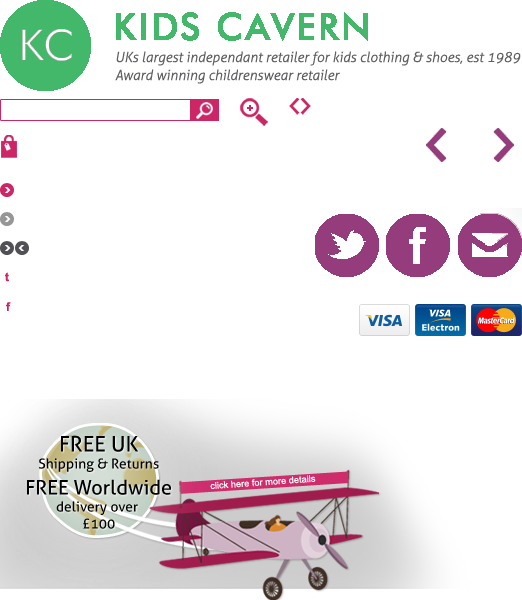 KC
KIDS CAVERN
UKs largest independant retailer for kids clothing & shoes, est 1989
Award winning childrenswear retailer
t
f
f
VISA
VISA
Electron
MasterCard
FREE UK
Shipping & Returns
FREE Worldwide
delivery over
£100
click here for more details